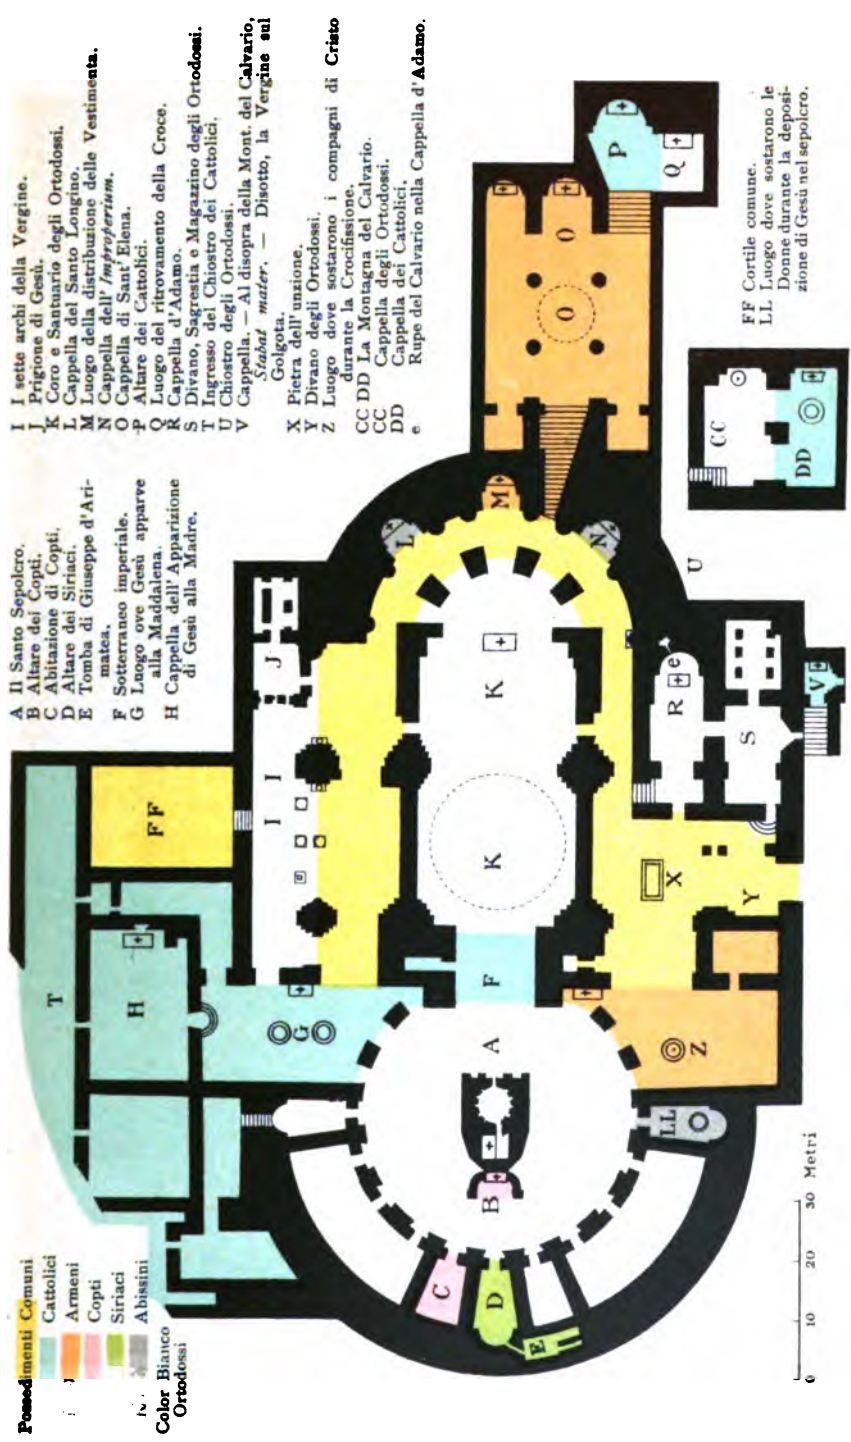 Possedimenti Comuni
Cattolici
Armeni
Copti
Siriaci
Abissini
Color Bianco
Ortodossi
A Il Santo Sepolcro.
B Altare dei Copti.
C Abitazione di Copti.
D Altare dei Siriaci.
E Tomba di Giuseppe d'Ari-
matea.
F Sotterraneo imperiale.
G Luogo ove Gesù apparve
alla Maddalena.
H Cappella dell'Apparizione
di Gesù alla Madre.
I I sette archi della Vergine.
J Prigione di Gesù.
K Coro e Santuario degli Ortodossi.
L Cappella del Santo Longino.
M Luogo della distribuzione delle Vestimenta.
N Cappella dell'Improperium.
O Cappella di Sant'Elena.
P Altare dei Cattolici.
Q Luogo del ritrovamento della Croce.
R Cappella d'Adamo.
S Divano, Sagrestia e Magazzino degli Ortodossi.
T Ingresso del Chiostro dei Cattolici.
U Chiostro degli Ortodossi.
V Cappella. — Al disopra della Mont. del Calvario,
Stabat mater. — Disotto, la Vergine sul
Golgota.
X Pietra dell'unzione.
Y Divano degli Ortodossi.
Z Luogo dove sostarono i compagni di Cristo
durante la Crocifissione.
CC DD La Montagna del Calvario.
CC Cappella degli Ortodossi.
DD Cappella dei Cattolici.
e Rupe del Calvario nella Cappella d'Adamo.
FF Cortile comune.
LL Luogo dove sostarono le
Donne durante la deposi-
zione di Gesù nel sepolcro.
T
FF
H
G
I I
J
L
M
N
K K
F
A
B
C
D
E
LL
Z
X
Y
R
e
S
V
U
O O
P
Q
CC
DD
0 10 20 30 Metri